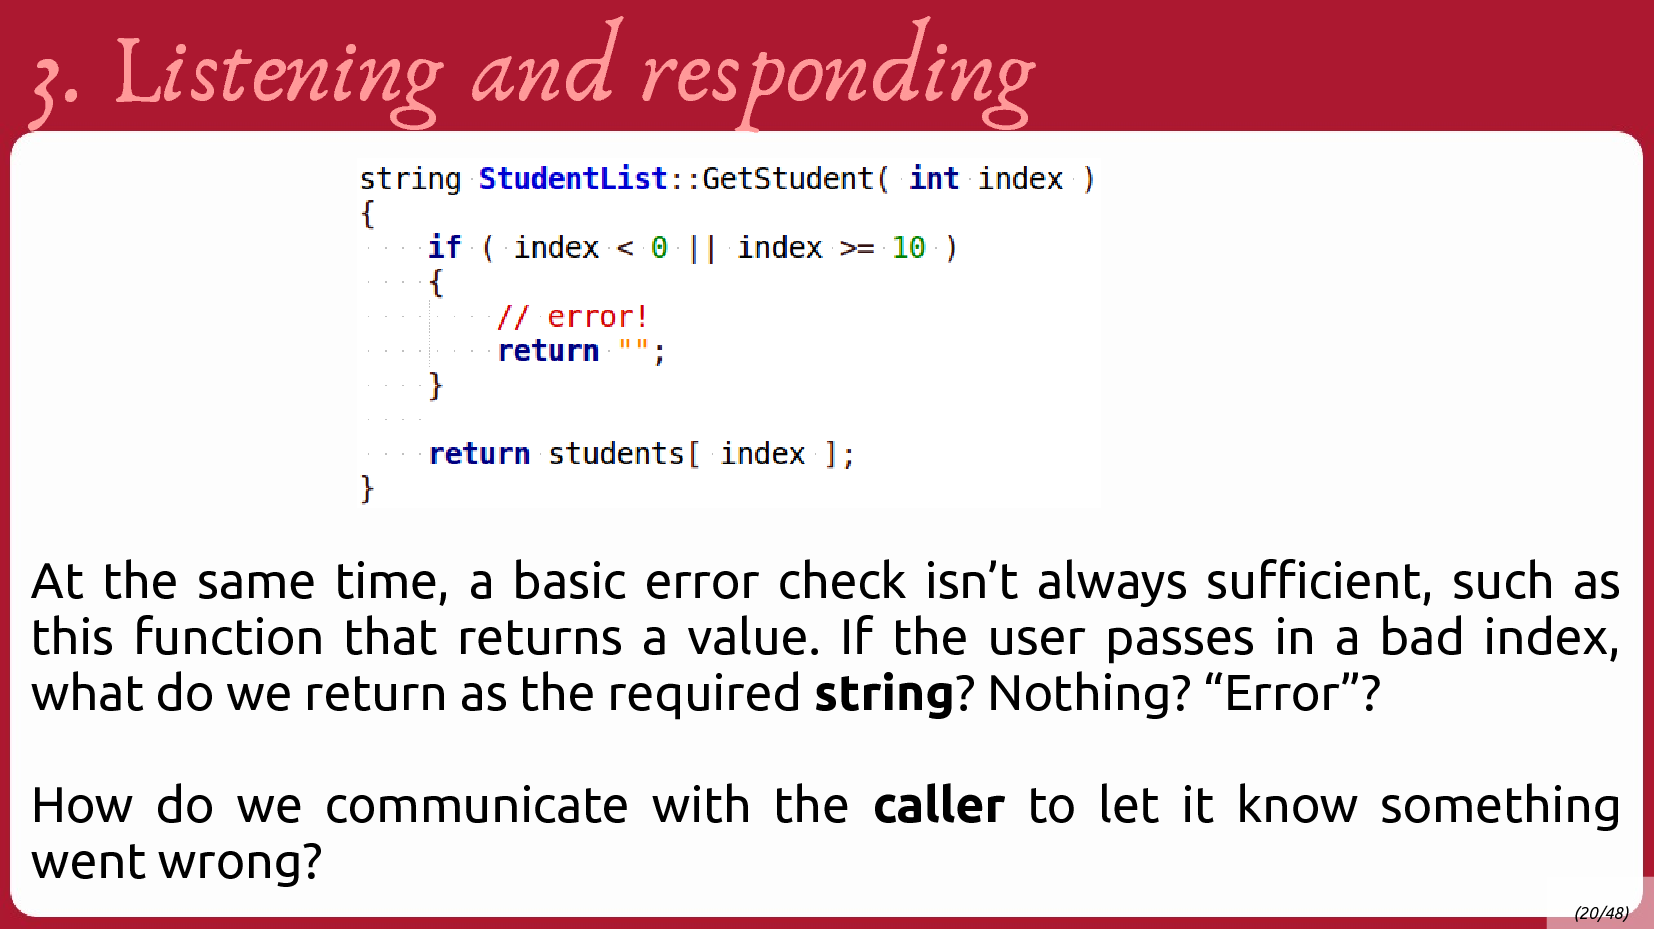 3. Listening and responding
string StudentList::GetStudent( int index )
{
    if ( index < 0 || index >= 10 )
    {
        // error!
        return "";
    }

    return students[ index ];
}
At the same time, a basic error check isn’t always sufficient, such as
this function that returns a value. If the user passes in a bad index,
what do we return as the required string? Nothing? “Error”?
How do we communicate with the caller to let it know something
went wrong?
(20/48)